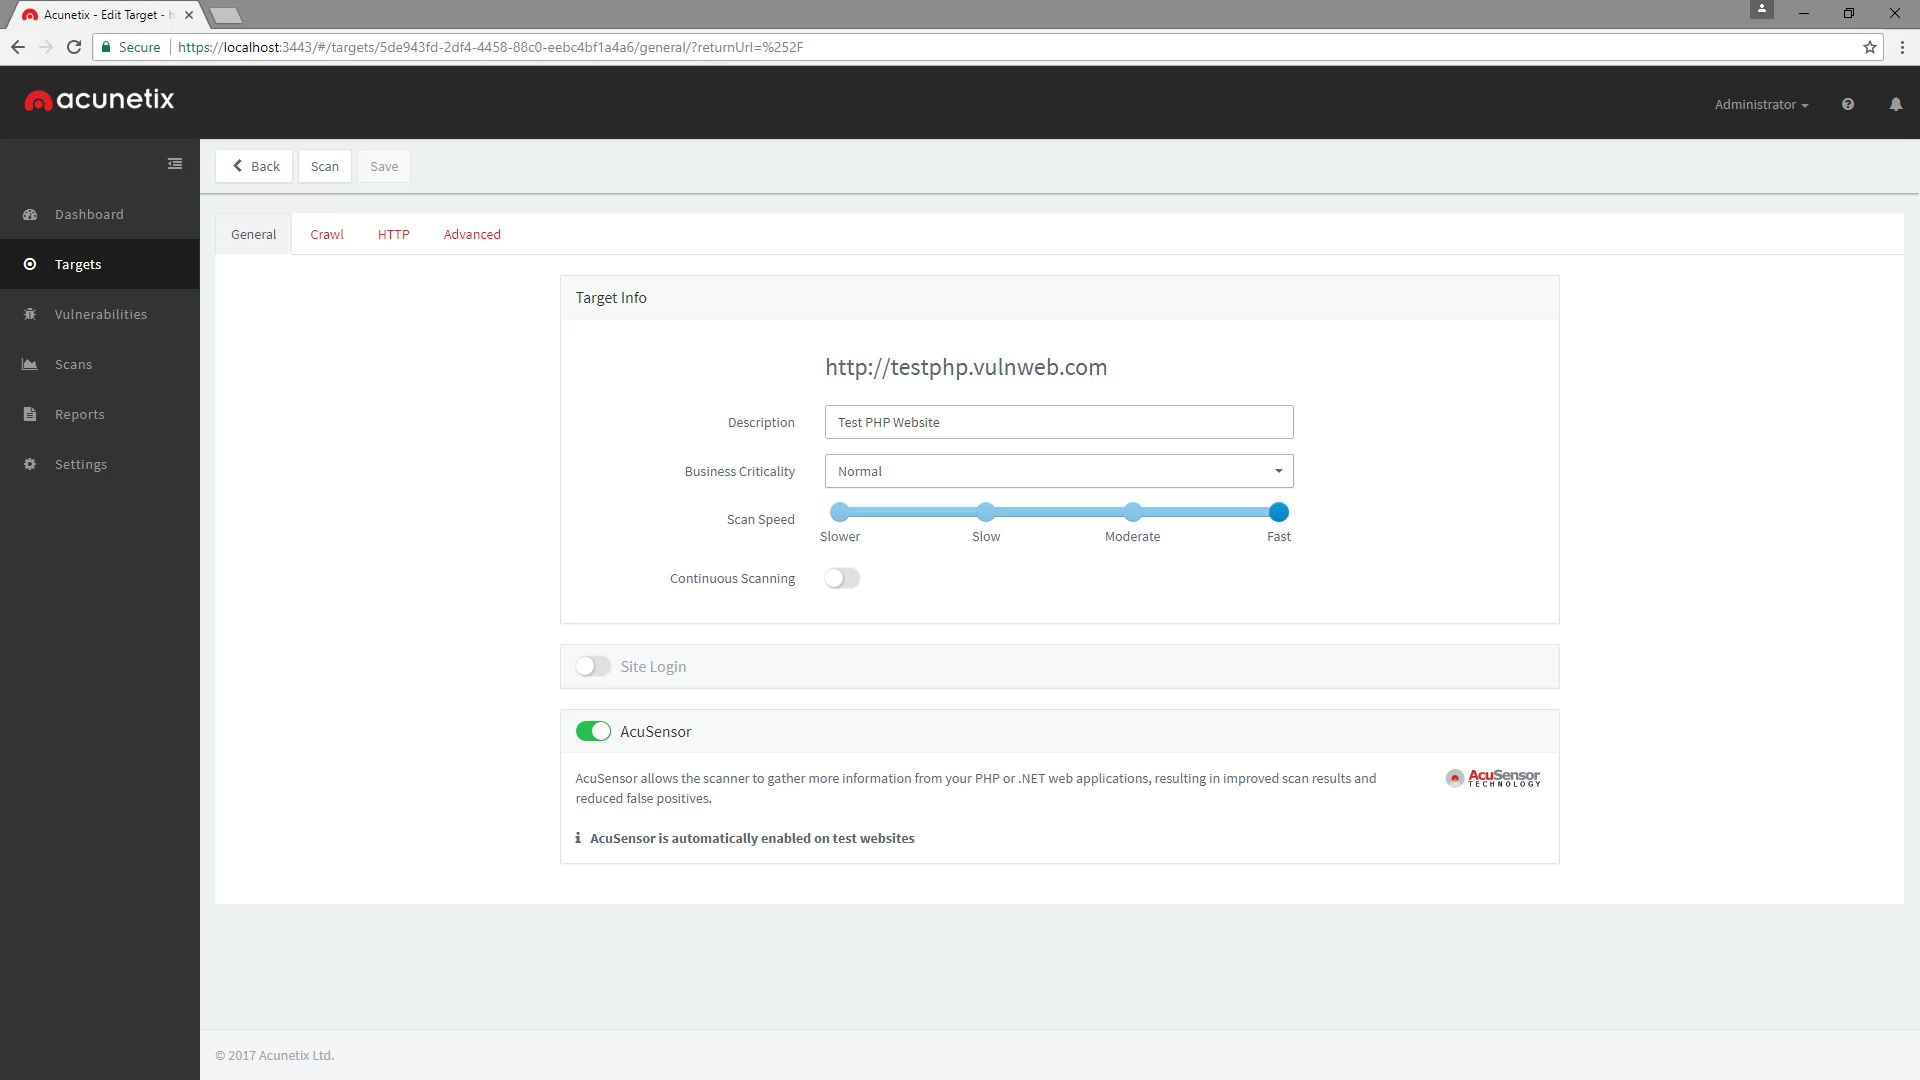 Acunetix - Edit Target - h
Secure https://localhost:3443/#/targets/5de943fd-2df4-4458-88c0-eebc4bf1a4a6/general/?returnUrl=%252F
acunetix
Administrator
Back Scan Save
Dashboard
Targets
Vulnerabilities
Scans
Reports
Settings
General Crawl HTTP Advanced
Target Info
http://testphp.vulnweb.com
Description Test PHP Website
Business Criticality Normal
Scan Speed
Slower Slow Moderate Fast
Continuous Scanning
Site Login
AcuSensor
AcuSensor allows the scanner to gather more information from your PHP or .NET web applications, resulting in improved scan results and
reduced false positives.
AcuSensor
TECHNOLOGY
AcuSensor is automatically enabled on test websites
© 2017 Acunetix Ltd.